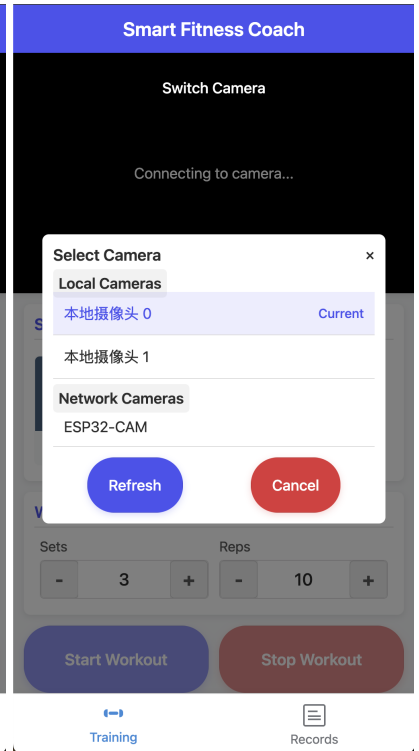 Smart Fitness Coach
Switch Camera
Connecting to camera...
Select Camera ×
Local Cameras
本地摄像头 0 Current
本地摄像头 1
Network Cameras
ESP32-CAM
Refresh Cancel
Sets Reps
- 3 + - 10 +
Start Workout Stop Workout
Training Records